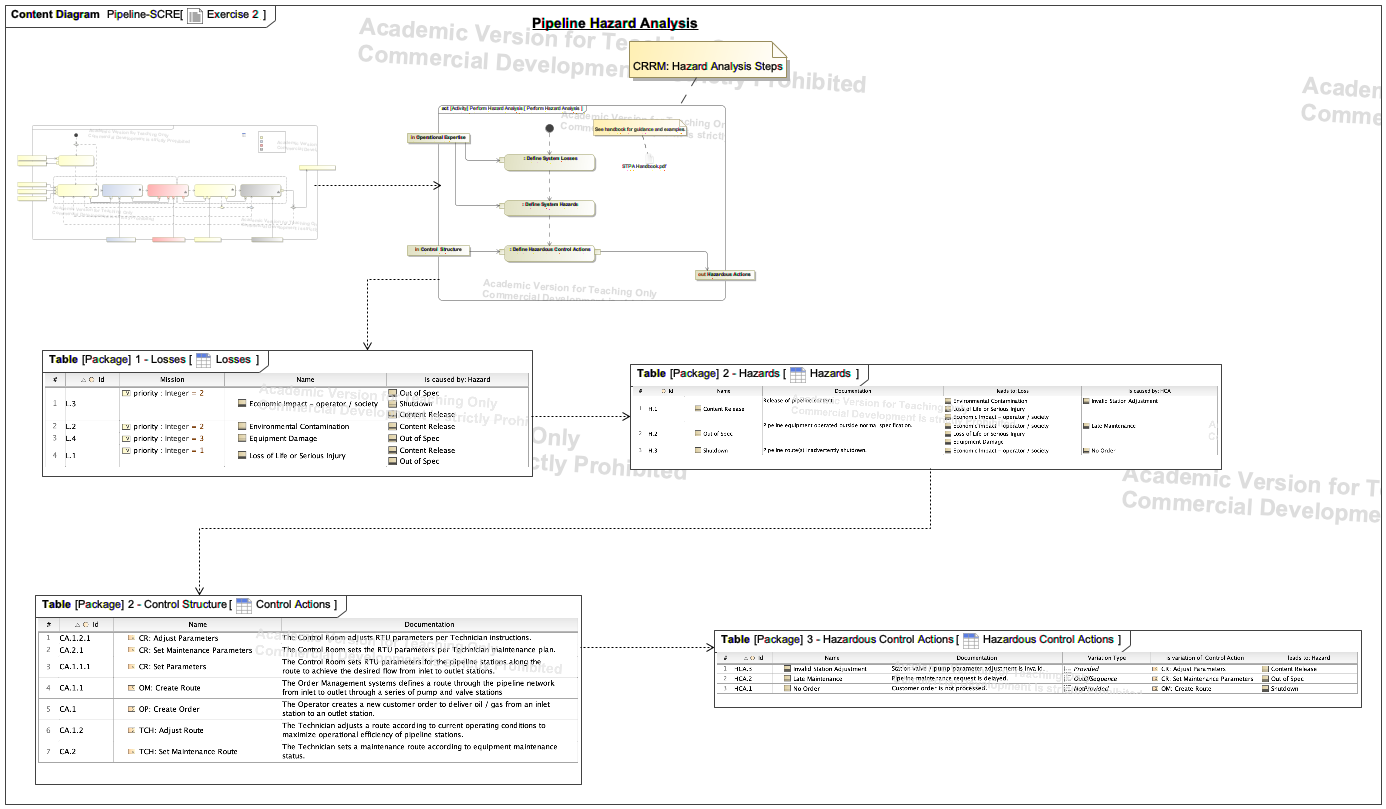 Content Diagram Pipeline-SCRE[ Exercise 2 ]
Pipeline Hazard Analysis
Academic Version for Teaching Only
Commercial Development is strictly Prohibited
CRRM: Hazard Analysis Steps
act [Activity] Perform Hazard Analysis [ Perform Hazard Analysis ]
in Operational Expertise
See handbook for guidance and examples.
: Define System Losses
STPA Handbook.pdf
: Define System Hazards
in Control Structure
: Define Hazardous Control Actions
out Hazardous Actions
Academic Version for Teaching Only
Table [Package] 1 - Losses [ Losses ]
# Id Mission Name is caused by: Hazard
1 L.3 priority : Integer = 2 Economic Impact - operator / society Out of Spec
Shutdown
Content Release
2 L.2 priority : Integer = 2 Environmental Contamination Content Release
3 L.4 priority : Integer = 3 Equipment Damage Out of Spec
4 L.1 priority : Integer = 1 Loss of Life or Serious Injury Content Release
Out of Spec
Table [Package] 2 - Hazards [ Hazards ]
# Id Name Documentation leads to: Loss is caused by: HCA
1 H.1 Content Release Release of pipeline content. Environmental Contamination Invalid Station Adjustment
Loss of Life or Serious Injury
Economic Impact - operator / society
2 H.2 Out of Spec Pipeline equipment operated outside normal specification. Economic Impact - operator / society Late Maintenance
Loss of Life or Serious Injury
Equipment Damage
3 H.3 Shutdown Pipeline route(s) inadvertently shutdown. Economic Impact - operator / society No Order
Table [Package] 2 - Control Structure [ Control Actions ]
# Id Name Documentation
1 CA.1.2.1 CR: Adjust Parameters The Control Room adjusts RTU parameters per Technician instructions.
2 CA.2.1 CR: Set Maintenance Parameters The Control Room sets the RTU parameters per Technician maintenance plan.
3 CA.1.1.1 CR: Set Parameters The Control Room sets RTU parameters for the pipeline stations along the
route to achieve the desired flow from inlet to outlet stations.
4 CA.1.1 OM: Create Route The Order Management systems defines a route through the pipeline network
from inlet to outlet through a series of pump and valve stations
5 CA.1 OP: Create Order The Operator creates a new customer order to deliver oil / gas from an inlet
station to an outlet station.
6 CA.1.2 TCH: Adjust Route The Technician adjusts a route according to current operating conditions to
maximize operational efficiency of pipeline stations.
7 CA.2 TCH: Set Maintenance Route The Technician sets a maintenance route according to equipment maintenance
status.
Table [Package] 3 - Hazardous Control Actions [ Hazardous Control Actions ]
# Id Name Documentation Variation Type is variation of: Control Action leads to: Hazard
1 HCA.3 Invalid Station Adjustment Station valve / pump parameter adjustment is invalid. Provided CR: Adjust Parameters Content Release
2 HCA.2 Late Maintenance Pipeline maintenance request is delayed. OutOfSequence CR: Set Maintenance Parameters Out of Spec
3 HCA.1 No Order Customer order is not processed. NotProvided OM: Create Route Shutdown